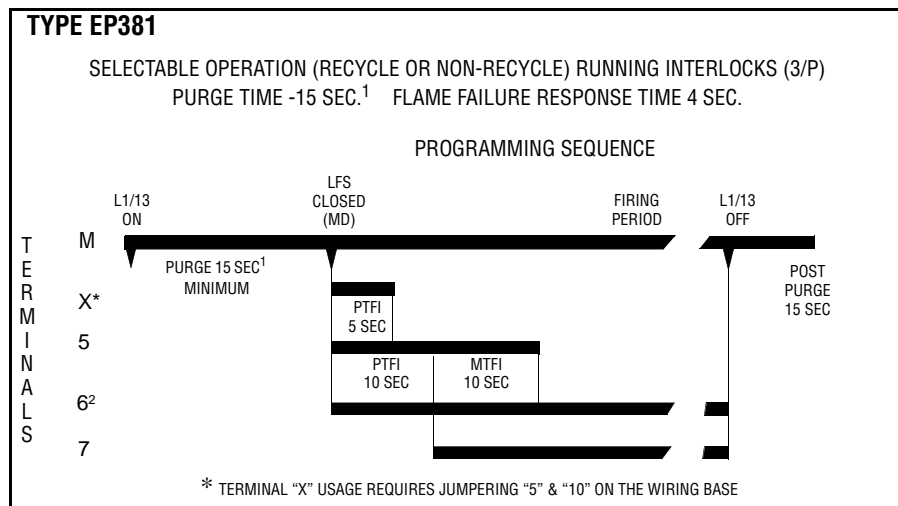 TYPE EP381
SELECTABLE OPERATION (RECYCLE OR NON-RECYCLE) RUNNING INTERLOCKS (3/P)
PURGE TIME -15 SEC.¹ FLAME FAILURE RESPONSE TIME 4 SEC.
PROGRAMMING SEQUENCE
TERMINALS
L1/13
ON
LFS
CLOSED
(MD)
FIRING
PERIOD
L1/13
OFF
M
PURGE 15 SEC¹
MINIMUM
POST
PURGE
15 SEC
X*
PTFI
5 SEC
5
PTFI
10 SEC
MTFI
10 SEC
6²
7
* TERMINAL “X” USAGE REQUIRES JUMPERING “5” & “10” ON THE WIRING BASE